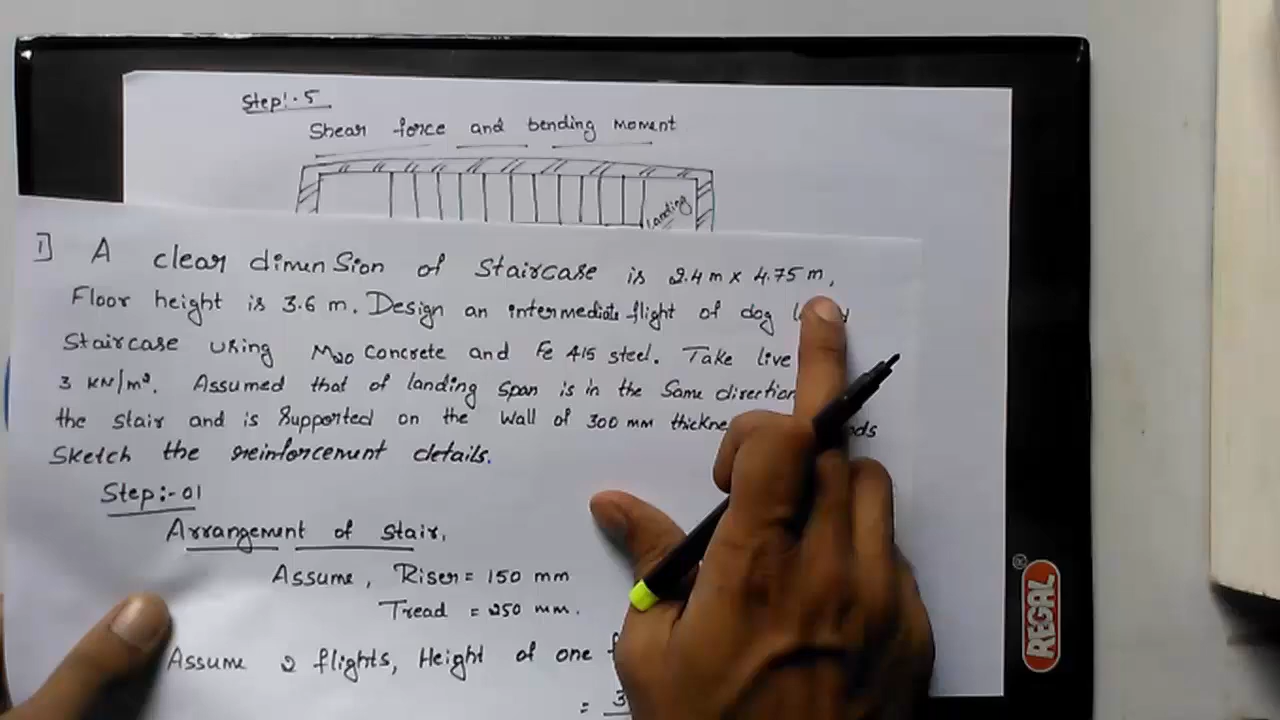 Step:- 5
Shear force and bending moment
landing
1] A clear dimension of Staircase is 2.4 m x 4.75 m,
Floor height is 3.6 m. Design an intermediate flight of dog
Staircase using M20 concrete and Fe 415 steel. Take live
3 KN/m². Assumed that of landing span is in the Same direction
the stair and is Supported on the wall of 300 mm
Sketch the reinforcement details.
Step:-01
Arrangement of Stair,
Assume, Riser = 150 mm
Tread = 250 mm.
Assume 2 flights, Height of one
= 3
REGAL